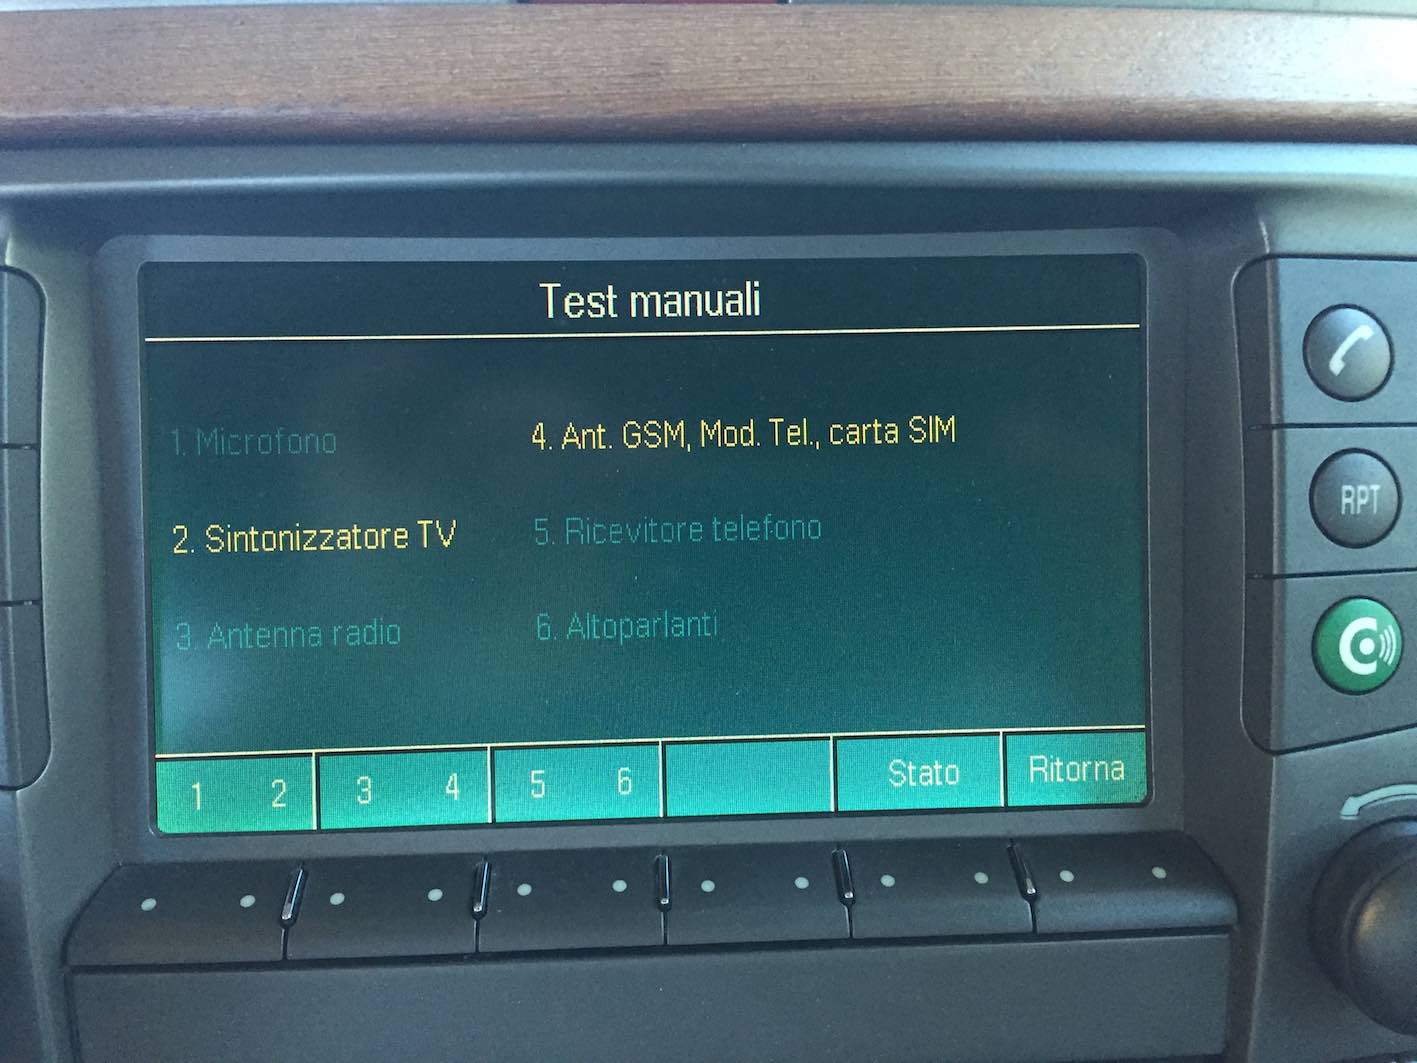 Test manuali
1. Microfono
2. Sintonizzatore TV
3. Antenna radio
4. Ant. GSM, Mod. Tel., carta SIM
5. Ricevitore telefono
6. Altoparlanti
1 2 3 4 5 6 Stato Ritorna
RPT